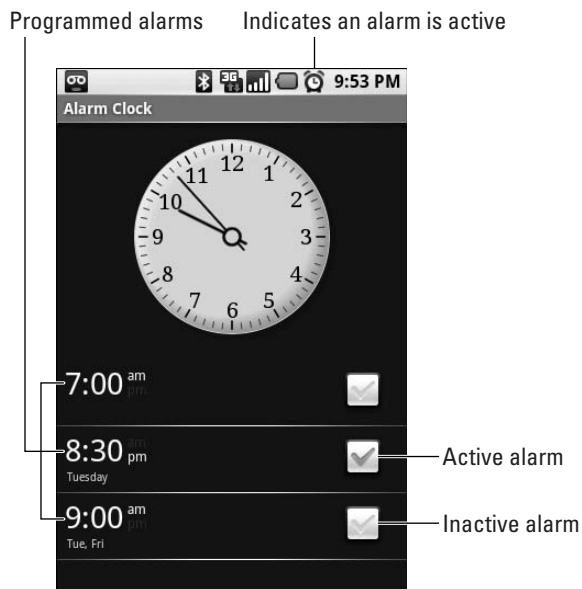 Programmed alarms
Indicates an alarm is active
3G
9:53 PM
Alarm Clock
12
1
2
3
4
5
6
7
8
9
10
11
7:00 am
pm
8:30 am
pm
Tuesday
Active alarm
9:00 am
pm
Tue, Fri
Inactive alarm